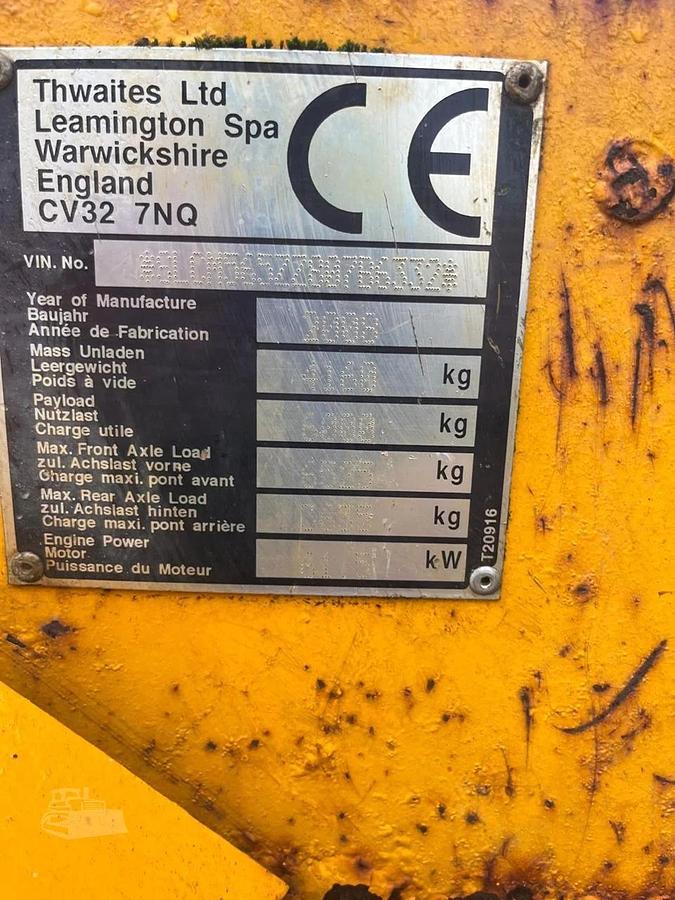 Thwaites Ltd
Leamington Spa
Warwickshire
England
CV32 7NQ
CE
VIN. No.
Year of Manufacture
Baujahr
Année de Fabrication
2008
Mass Unladen
Leergewicht
Poids à vide
kg
Payload
Nutzlast
Charge utile
kg
Max. Front Axle Load
zul. Achslast vorne
Charge maxi. pont avant
kg
Max. Rear Axle Load
zul. Achslast hinten
Charge maxi. pont arrière
kg
Engine Power
Motor
Puissance du Moteur
kW
T20916